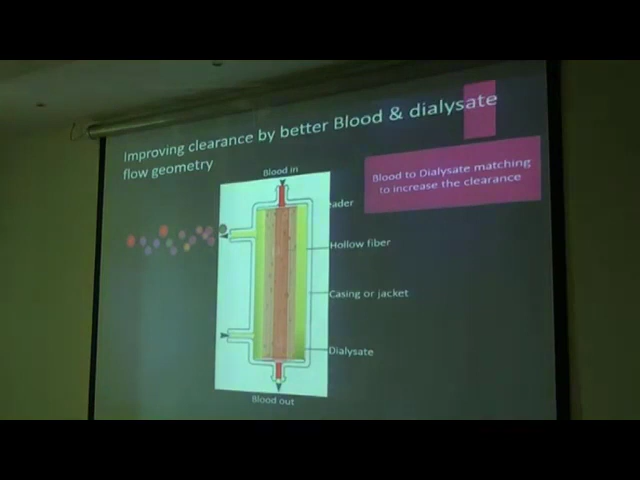 Improving clearance by better Blood & dialysate
flow geometry
Blood to Dialysate matching
to increase the clearance
Blood in
eader
Hollow fiber
Casing or jacket
Dialysate
Blood out